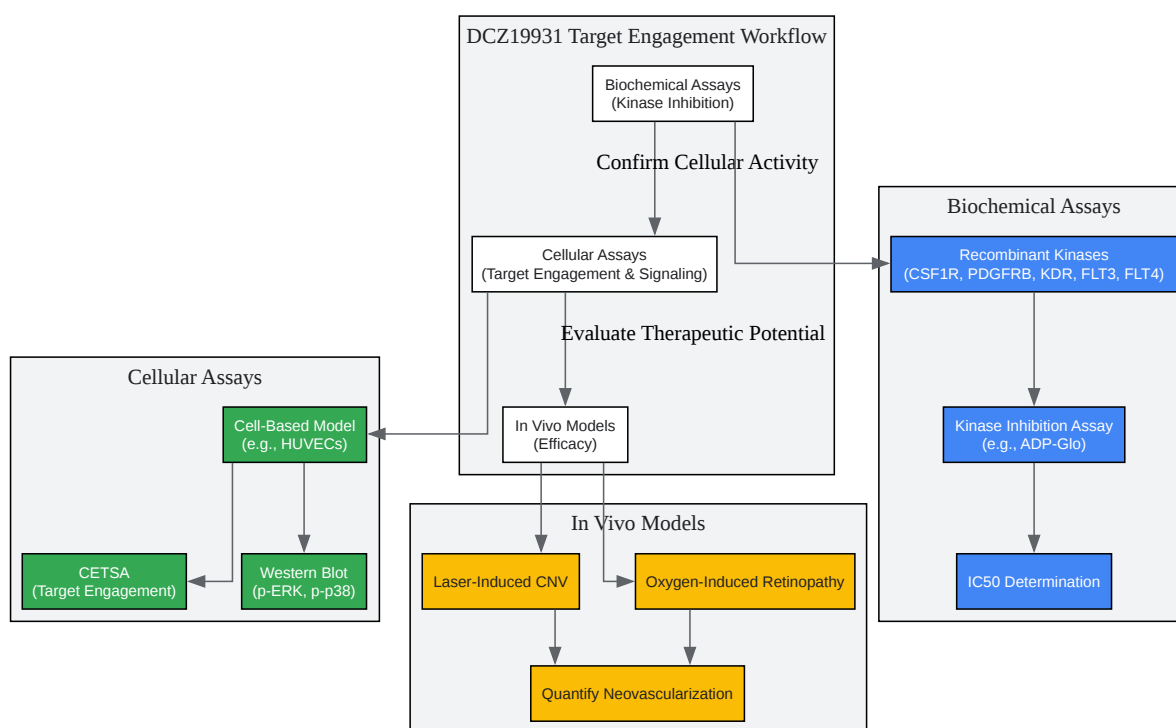 DCZ19931 Target Engagement Workflow
Biochemical Assays
(Kinase Inhibition)
Confirm Cellular Activity
Cellular Assays
(Target Engagement & Signaling)
Evaluate Therapeutic Potential
In Vivo Models
(Efficacy)
Biochemical Assays
Recombinant Kinases
(CSF1R, PDGFRB, KDR, FLT3, FLT4)
Kinase Inhibition Assay
(e.g., ADP-Glo)
IC50 Determination
Cellular Assays
Cell-Based Model
(e.g., HUVECs)
CETSA
(Target Engagement)
Western Blot
(p-ERK, p-p38)
In Vivo Models
Laser-Induced CNV
Oxygen-Induced Retinopathy
Quantify Neovascularization